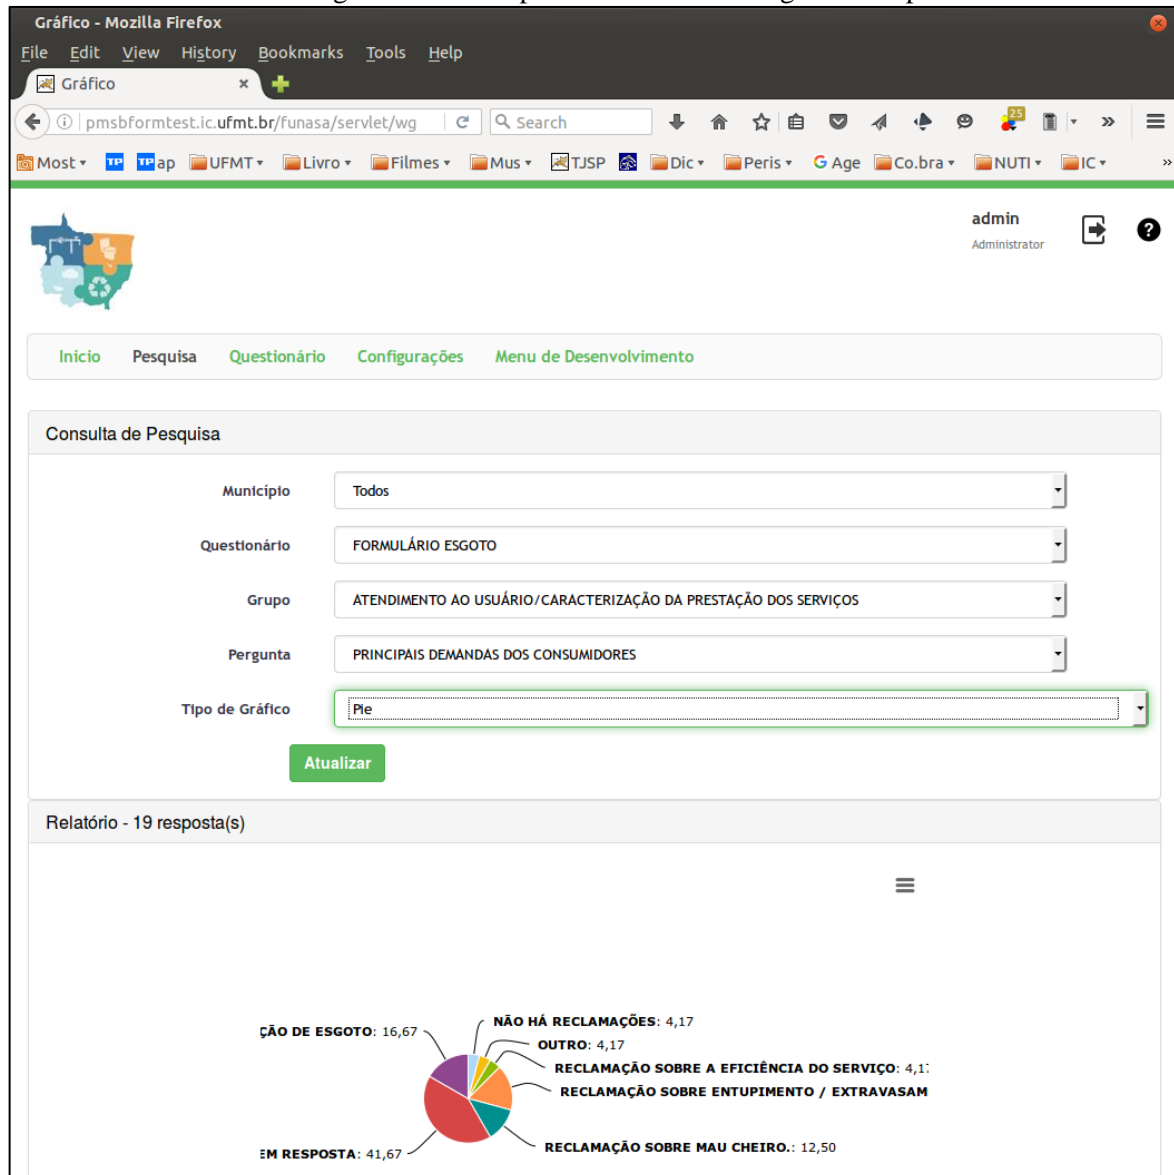 Gráfico - Mozilla Firefox
File Edit View History Bookmarks Tools Help
Gráfico
pmsbformtest.ic.ufmt.br/funasa/servlet/wg Search 25
Most TP TP ap UFMT Livro Filmes Mus TJSP Dic Peris G Age Co.bra NUTI IC »
admin
Administrator
Inicio Pesquisa Questionário Configurações Menu de Desenvolvimento
Consulta de Pesquisa
Município Todos
Questionário FORMULÁRIO ESGOTO
Grupo ATENDIMENTO AO USUÁRIO/CARACTERIZAÇÃO DA PRESTAÇÃO DOS SERVIÇOS
Pergunta PRINCIPAIS DEMANDAS DOS CONSUMIDORES
Tipo de Gráfico Pie
Atualizar
Relatório - 19 resposta(s)
NÃO HÁ RECLAMAÇÕES: 4,17
ÇÃO DE ESGOTO: 16,67
OUTRO: 4,17
RECLAMAÇÃO SOBRE A EFICIÊNCIA DO SERVIÇO: 4,17
RECLAMAÇÃO SOBRE ENTUPIMENTO / EXTRAVASAM
RECLAMAÇÃO SOBRE MAU CHEIRO.: 12,50
EM RESPOSTA: 41,67